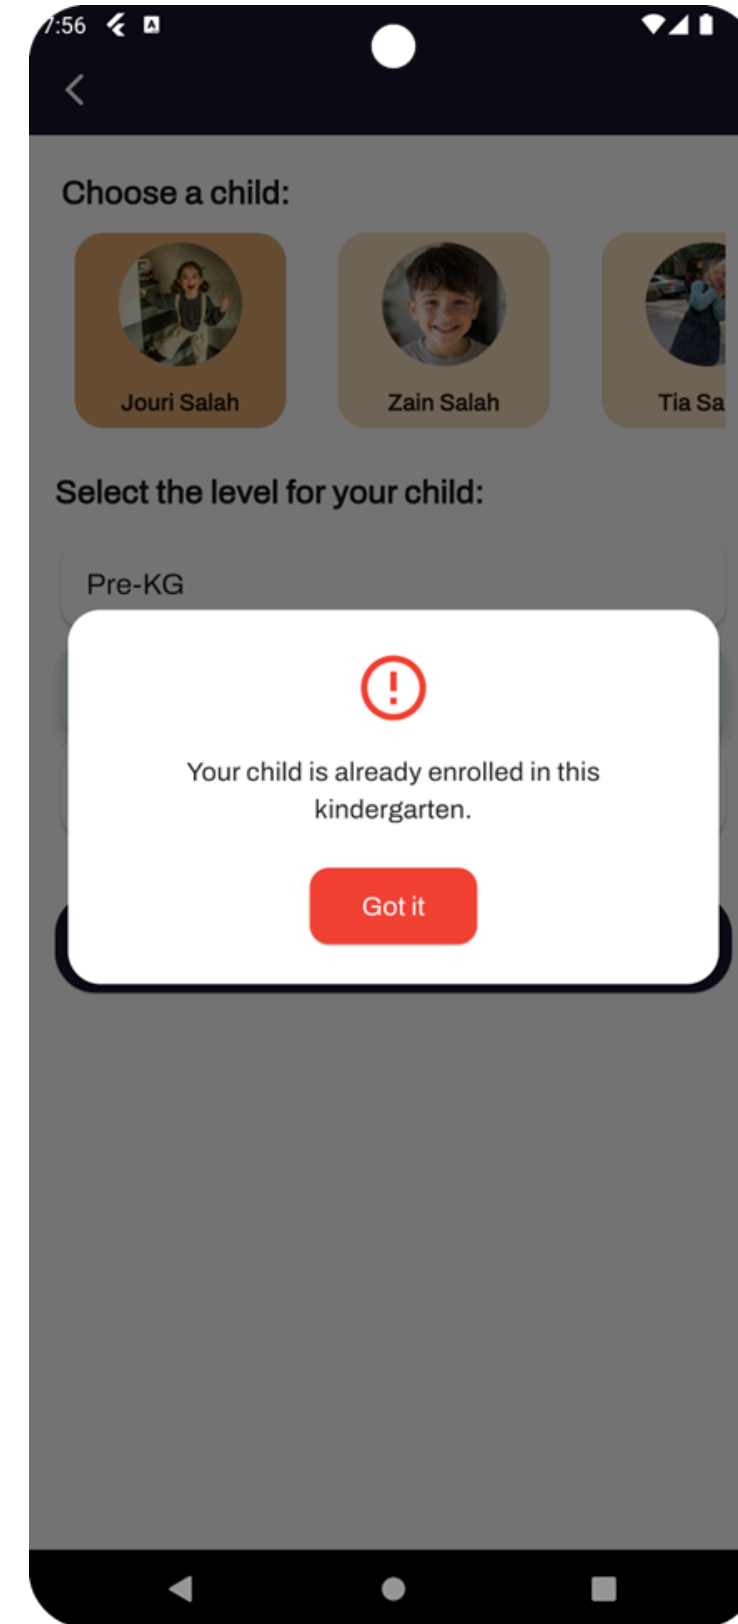 7:56
Choose a child:
Jouri Salah
Zain Salah
Tia Sa
Select the level for your child:
Pre-KG
Your child is already enrolled in this
kindergarten.
Got it